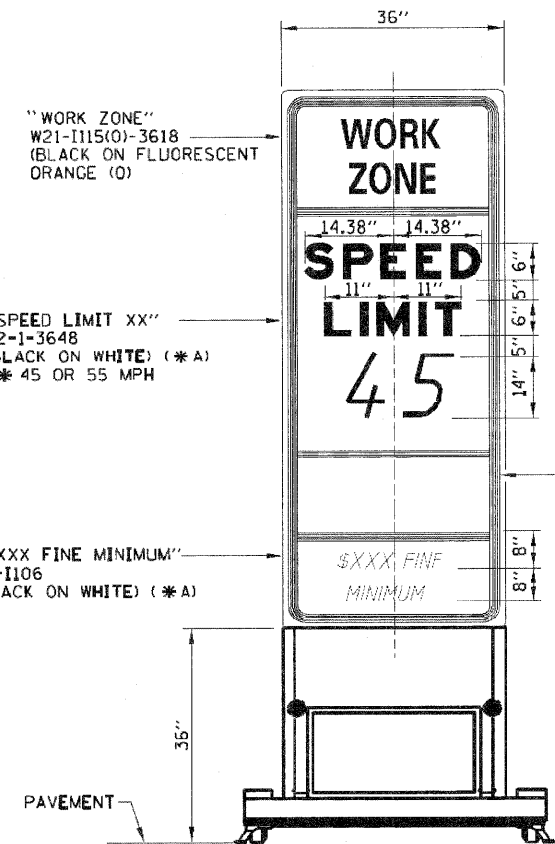 36"
"WORK ZONE"
W21-I115(O)-3618
(BLACK ON FLUORESCENT
ORANGE (O)
WORK
ZONE
14.38" 14.38"
SPEED
6"
5"
11" 11"
LIMIT
6"
5"
SPEED LIMIT XX"
2-1-3648
LACK ON WHITE) (*A)
* 45 OR 55 MPH
45
14"
XXX FINE MINIMUM"
-I106
ACK ON WHITE) (*A)
$XXX FINE
MINIMUM
8"
8"
36"
PAVEMENT